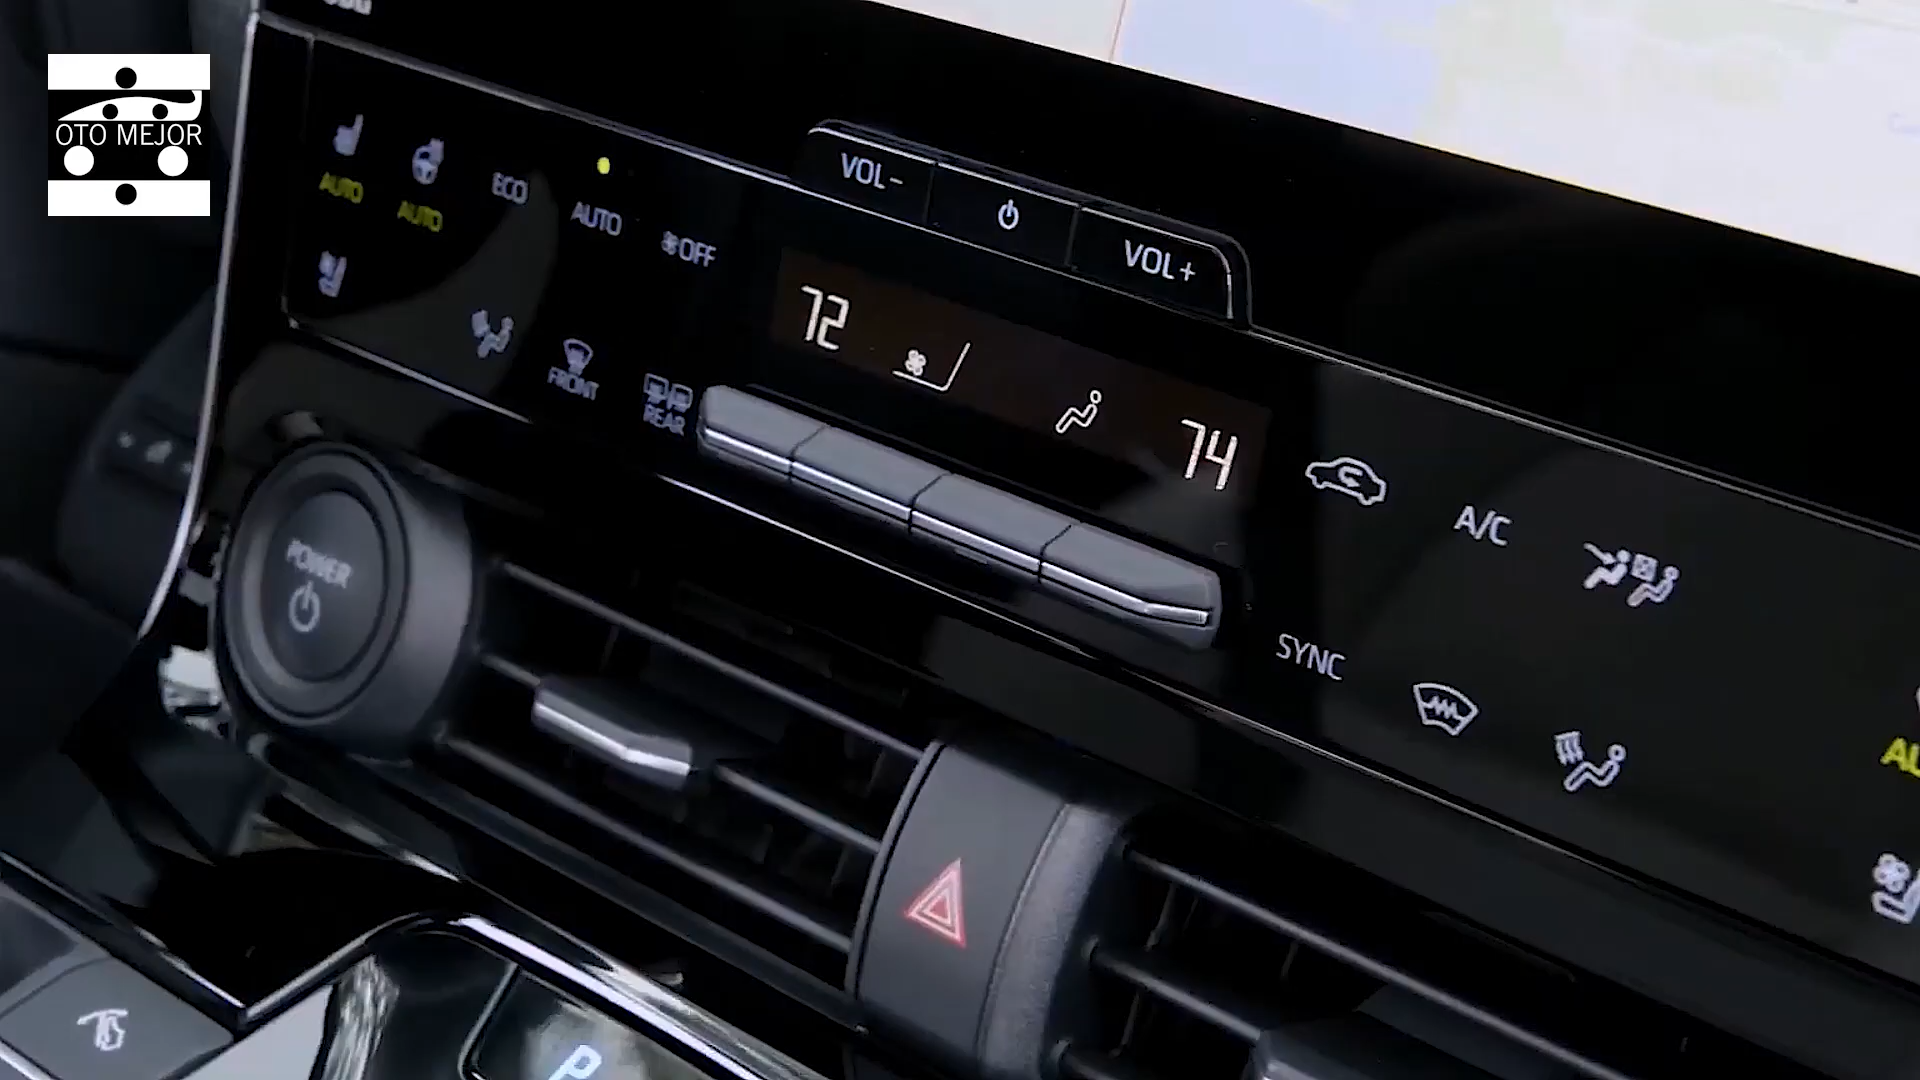 OTO MEJOR
AUTO
AUTO
ECO
AUTO
OFF
VOL-
VOL+
72
74
FRONT
REAR
A/C
SYNC
POWER
P